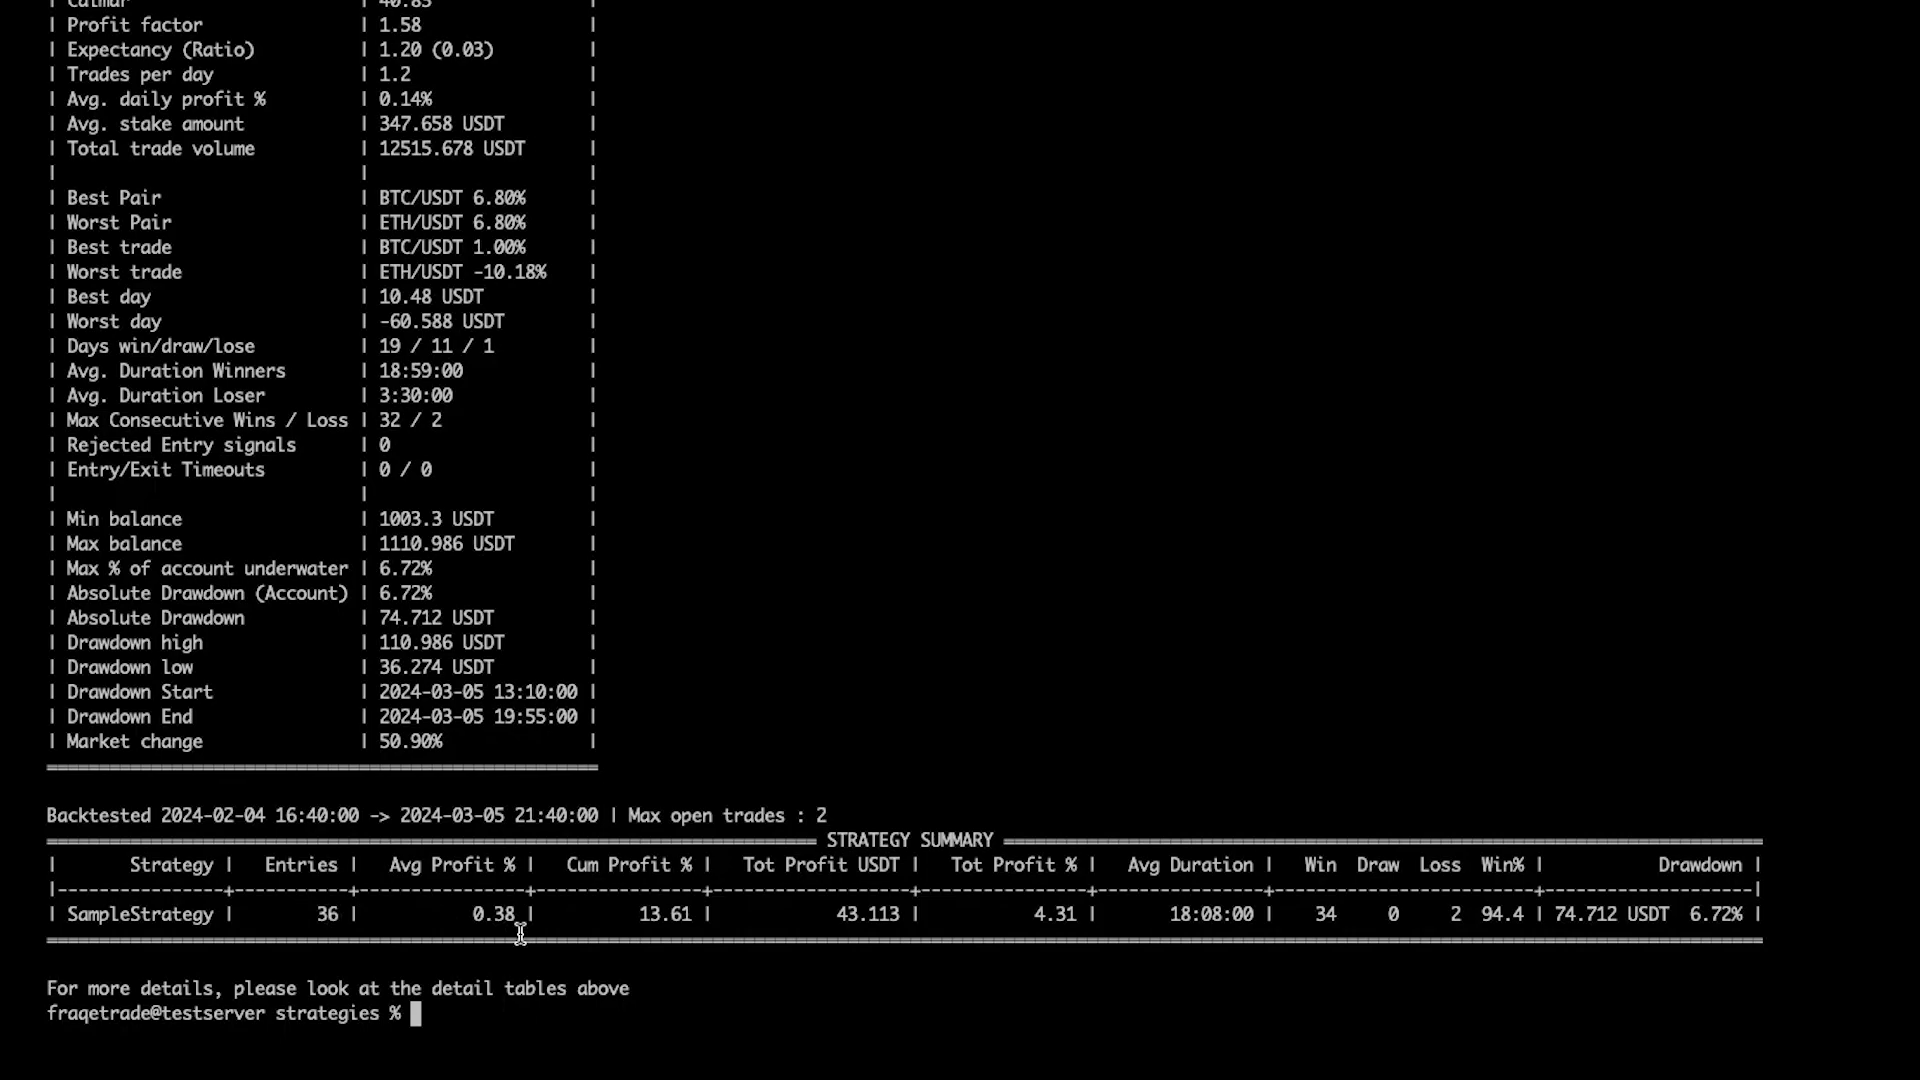 | Calmar | 40.85 |
| Profit factor | 1.58 |
| Expectancy (Ratio) | 1.20 (0.03) |
| Trades per day | 1.2 |
| Avg. daily profit % | 0.14% |
| Avg. stake amount | 347.658 USDT |
| Total trade volume | 12515.678 USDT |
| | |
| Best Pair | BTC/USDT 6.80% |
| Worst Pair | ETH/USDT 6.80% |
| Best trade | BTC/USDT 1.00% |
| Worst trade | ETH/USDT -10.18% |
| Best day | 10.48 USDT |
| Worst day | -60.588 USDT |
| Days win/draw/lose | 19 / 11 / 1 |
| Avg. Duration Winners | 18:59:00 |
| Avg. Duration Loser | 3:30:00 |
| Max Consecutive Wins / Loss | 32 / 2 |
| Rejected Entry signals | 0 |
| Entry/Exit Timeouts | 0 / 0 |
| | |
| Min balance | 1003.3 USDT |
| Max balance | 1110.986 USDT |
| Max % of account underwater | 6.72% |
| Absolute Drawdown (Account) | 6.72% |
| Absolute Drawdown | 74.712 USDT |
| Drawdown high | 110.986 USDT |
| Drawdown low | 36.274 USDT |
| Drawdown Start | 2024-03-05 13:10:00 |
| Drawdown End | 2024-03-05 19:55:00 |
| Market change | 50.90% |
Backtested 2024-02-04 16:40:00 -> 2024-03-05 21:40:00 | Max open trades : 2
STRATEGY SUMMARY
| Strategy | Entries | Avg Profit % | Cum Profit % | Tot Profit USDT | Tot Profit % | Avg Duration | Win Draw Loss Win% | Drawdown |
| SampleStrategy | 36 | 0.38 | 13.61 | 43.113 | 4.31 | 18:08:00 | 34 0 2 94.4 | 74.712 USDT 6.72% |
For more details, please look at the detail tables above
fraqetrade@testserver strategies %